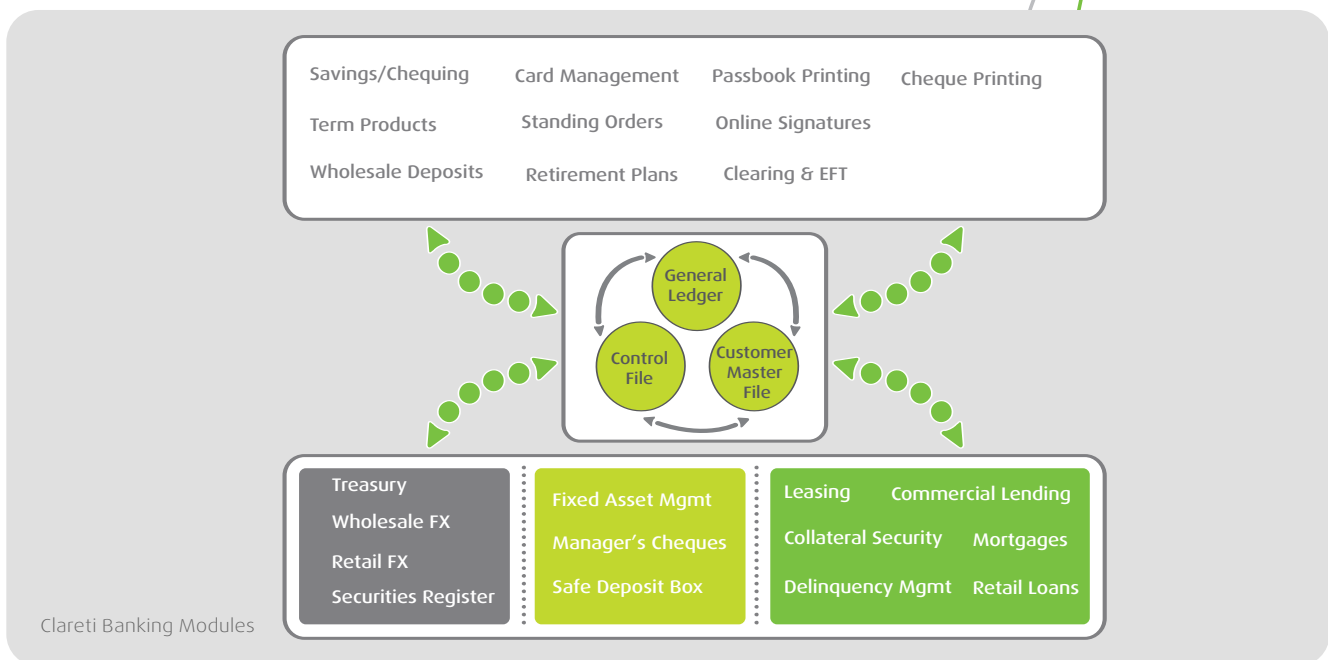 Savings/Chequing Card Management Passbook Printing Cheque Printing
Term Products Standing Orders Online Signatures
Wholesale Deposits Retirement Plans Clearing & EFT
General
Ledger
Control
File
Customer
Master
File
Treasury
Wholesale FX
Retail FX
Securities Register
Fixed Asset Mgmt
Manager's Cheques
Safe Deposit Box
Leasing Commercial Lending
Collateral Security Mortgages
Delinquency Mgmt Retail Loans
Clareti Banking Modules